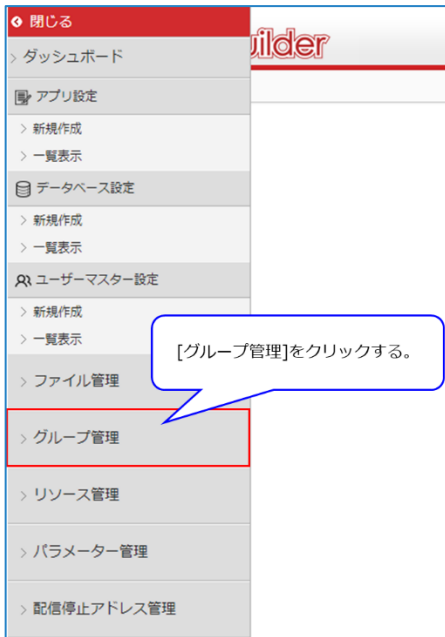 閉じる
uilder
ダッシュボード
アプリ設定
> 新規作成
> 一覧表示
データベース設定
> 新規作成
> 一覧表示
ユーザーマスター設定
> 新規作成
> 一覧表示
[グループ管理]をクリックする。
> ファイル管理
> グループ管理
> リソース管理
> パラメーター管理
> 配信停止アドレス管理